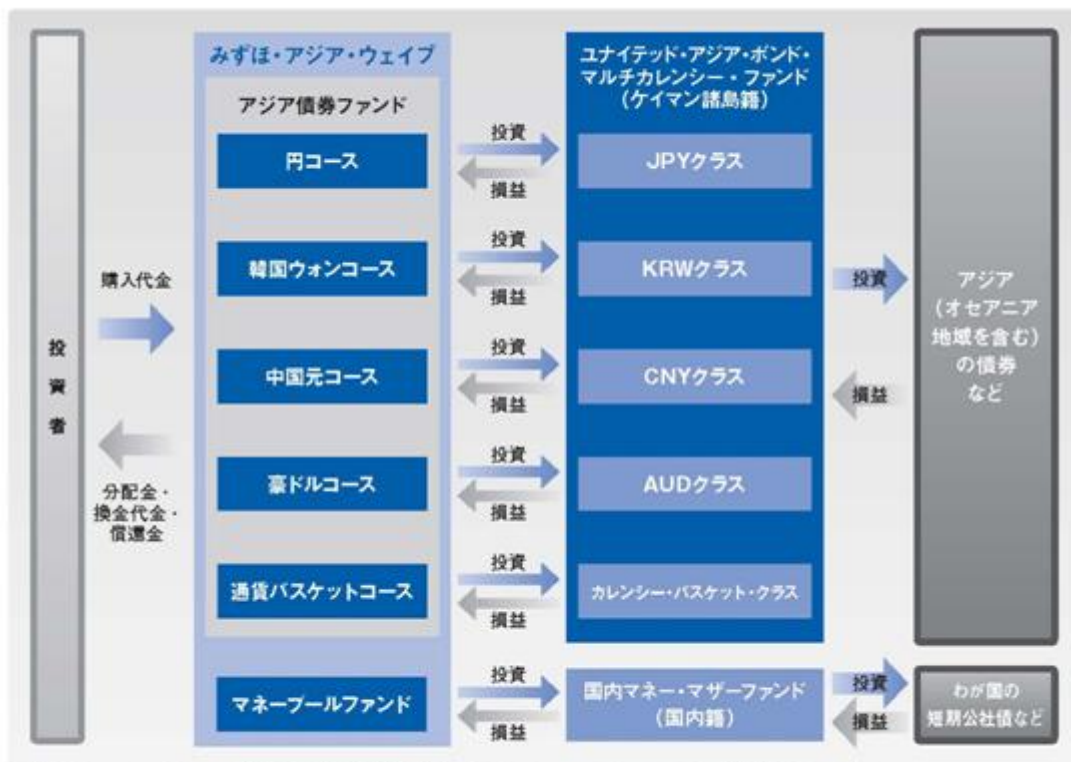 投資者
購入代金
分配金・
換金代金・
償還金
みずほ・アジア・ウェイブ
アジア債券ファンド
円コース
韓国ウォンコース
中国元コース
豪ドルコース
通貨バスケットコース
マネープールファンド
投資
損益
投資
損益
投資
損益
投資
損益
投資
損益
投資
損益
ユナイテッド・アジア・ボンド・
マルチカレンシー・ファンド
(ケイマン諸島籍)
JPYクラス
KRWクラス
CNYクラス
AUDクラス
カレンシー・バスケット・クラス
国内マネー・マザーファンド
(国内籍)
投資
損益
投資
損益
アジア
(オセアニア
地域を含む)
の債券
など
わが国の
短期公社債など